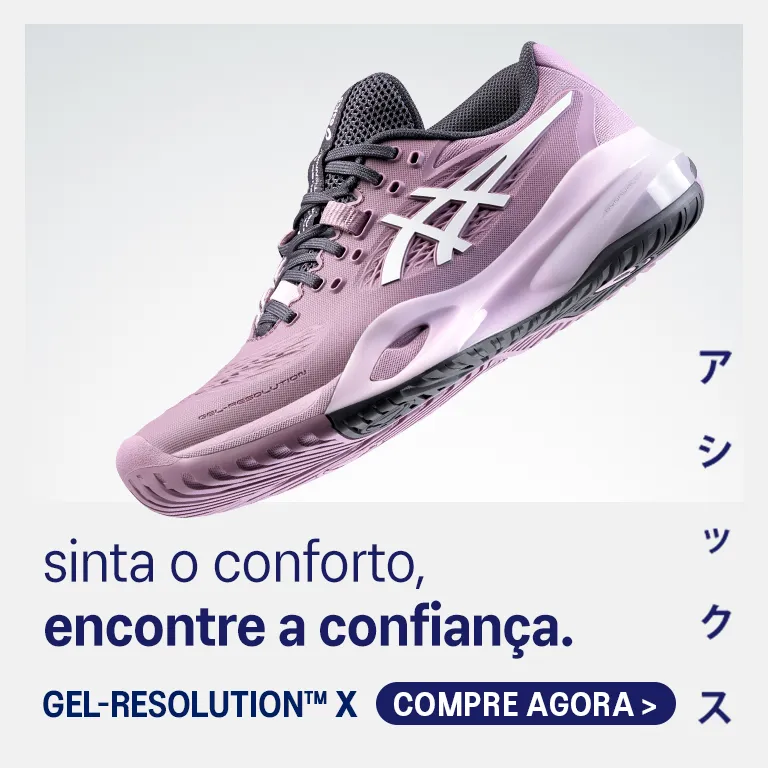 GEL-RESOLUTION
sinta o conforto,
encontre a confiança.
GEL-RESOLUTION™ X
COMPRE AGORA >
アシックス